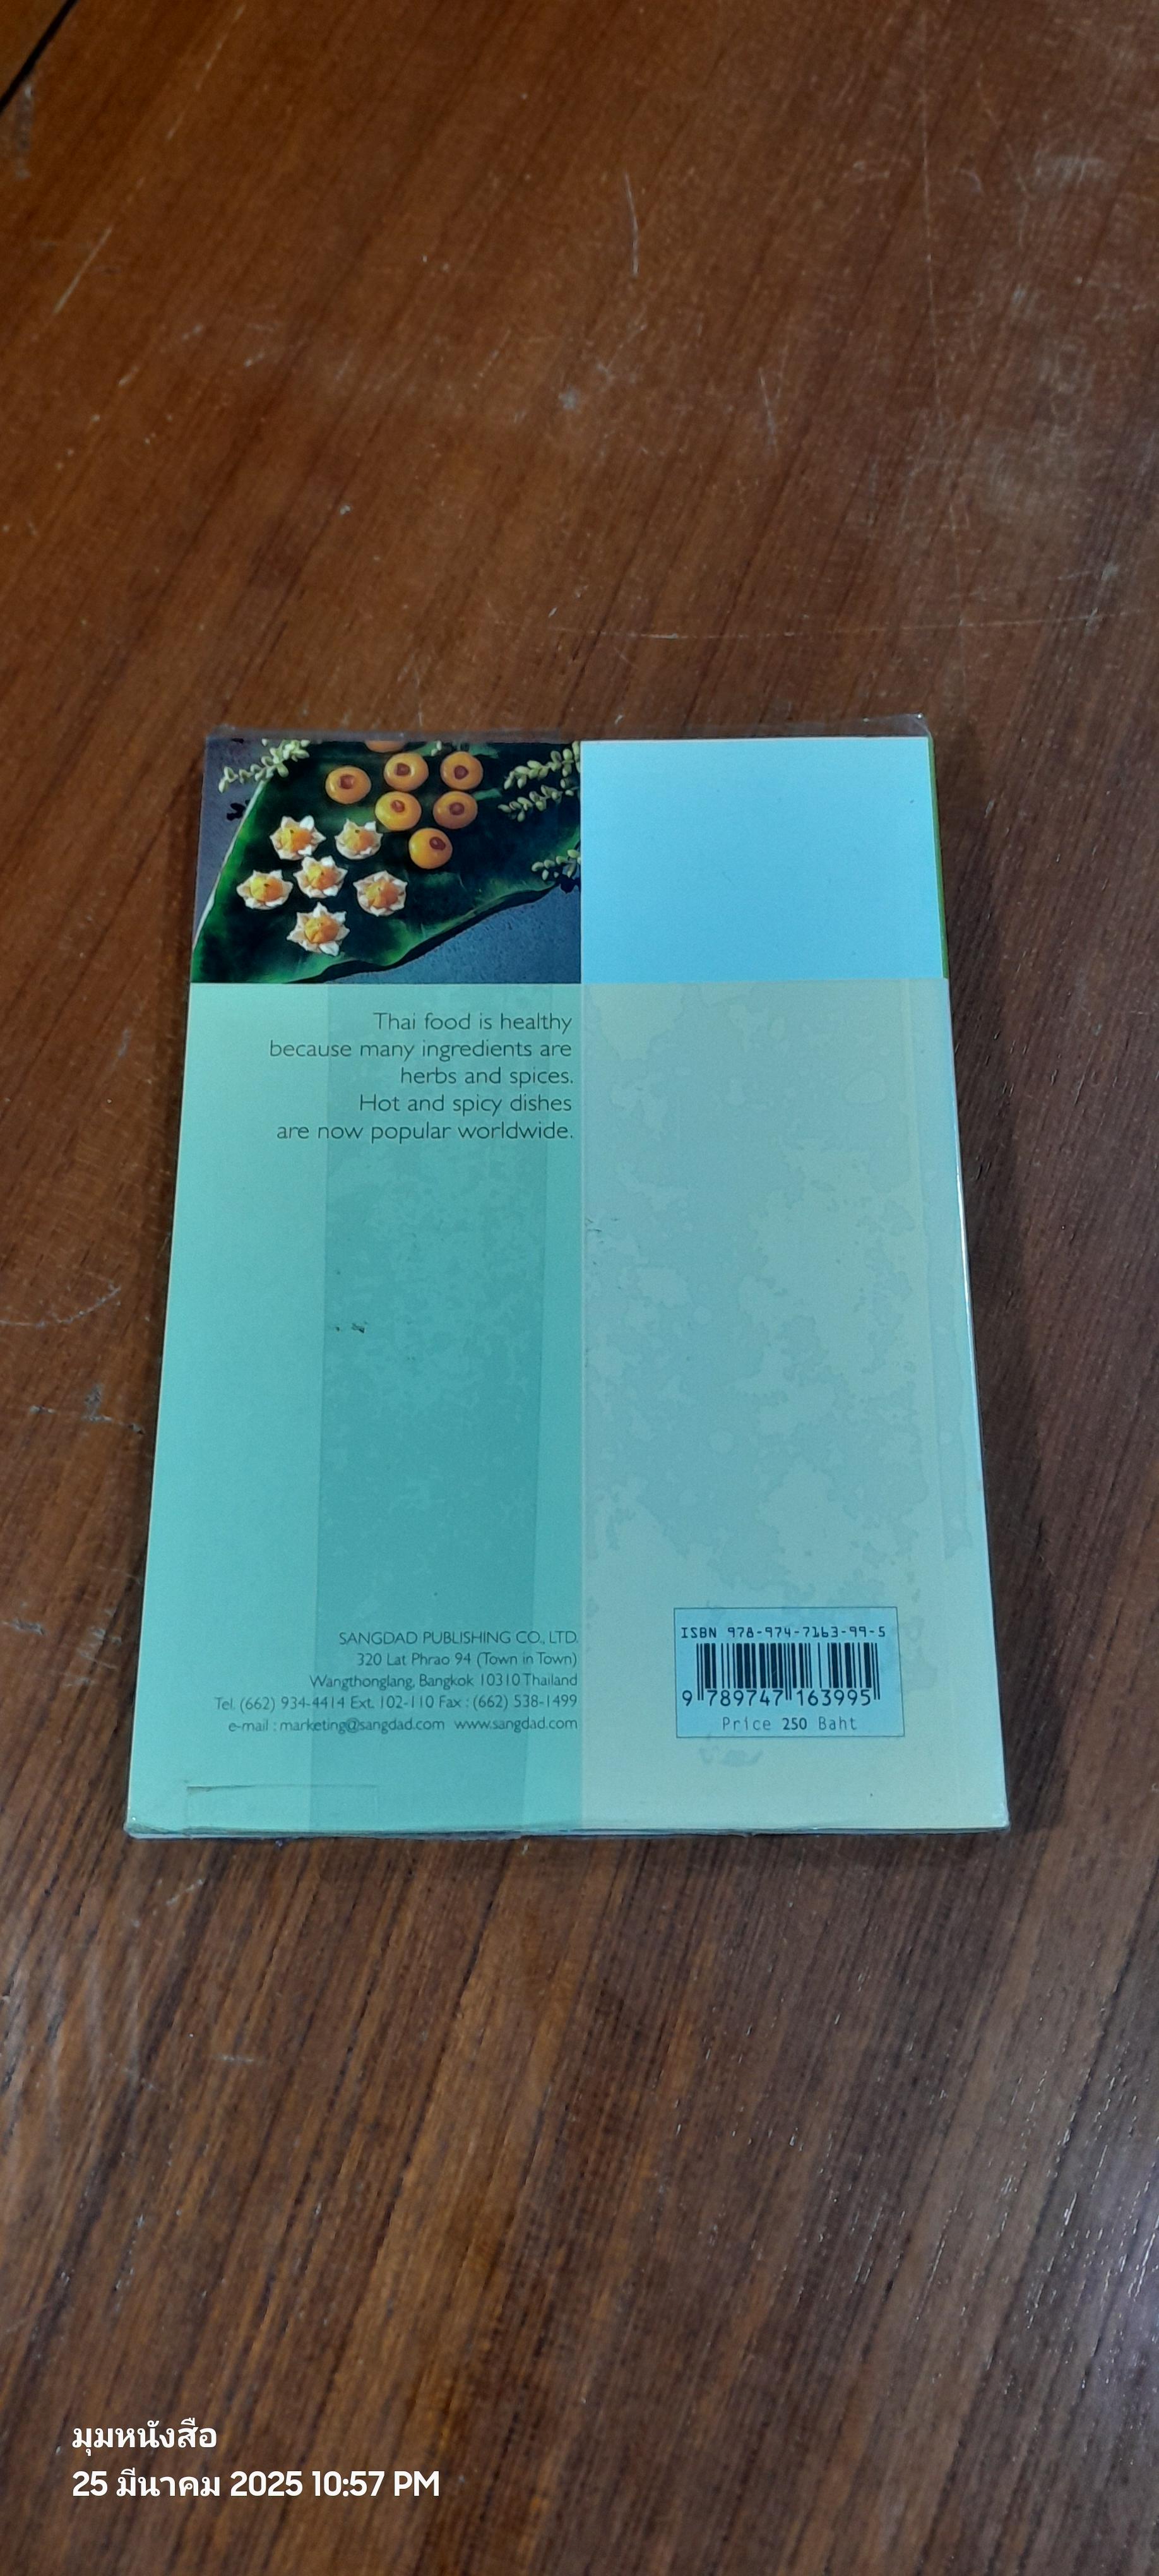 Thai food is healthy
because many ingredients are
herbs and spices.
Hot and spicy dishes
are now popular worldwide.
SANGDAD PUBLISHING CO., LTD.
320 Lat Phrao 94 (Town in Town)
Wangthonglang, Bangkok 10310 Thailand
Tel. (662) 934-4414 Ext. 102-110 Fax : (662) 538-1499
e-mail : marketing@sangdad.com www.sangdad.com
ISBN 978-974-7163-99-5
9 789747 163995
Price 250 Baht
มุมหนังสือ
25 มีนาคม 2025 10:57 PM